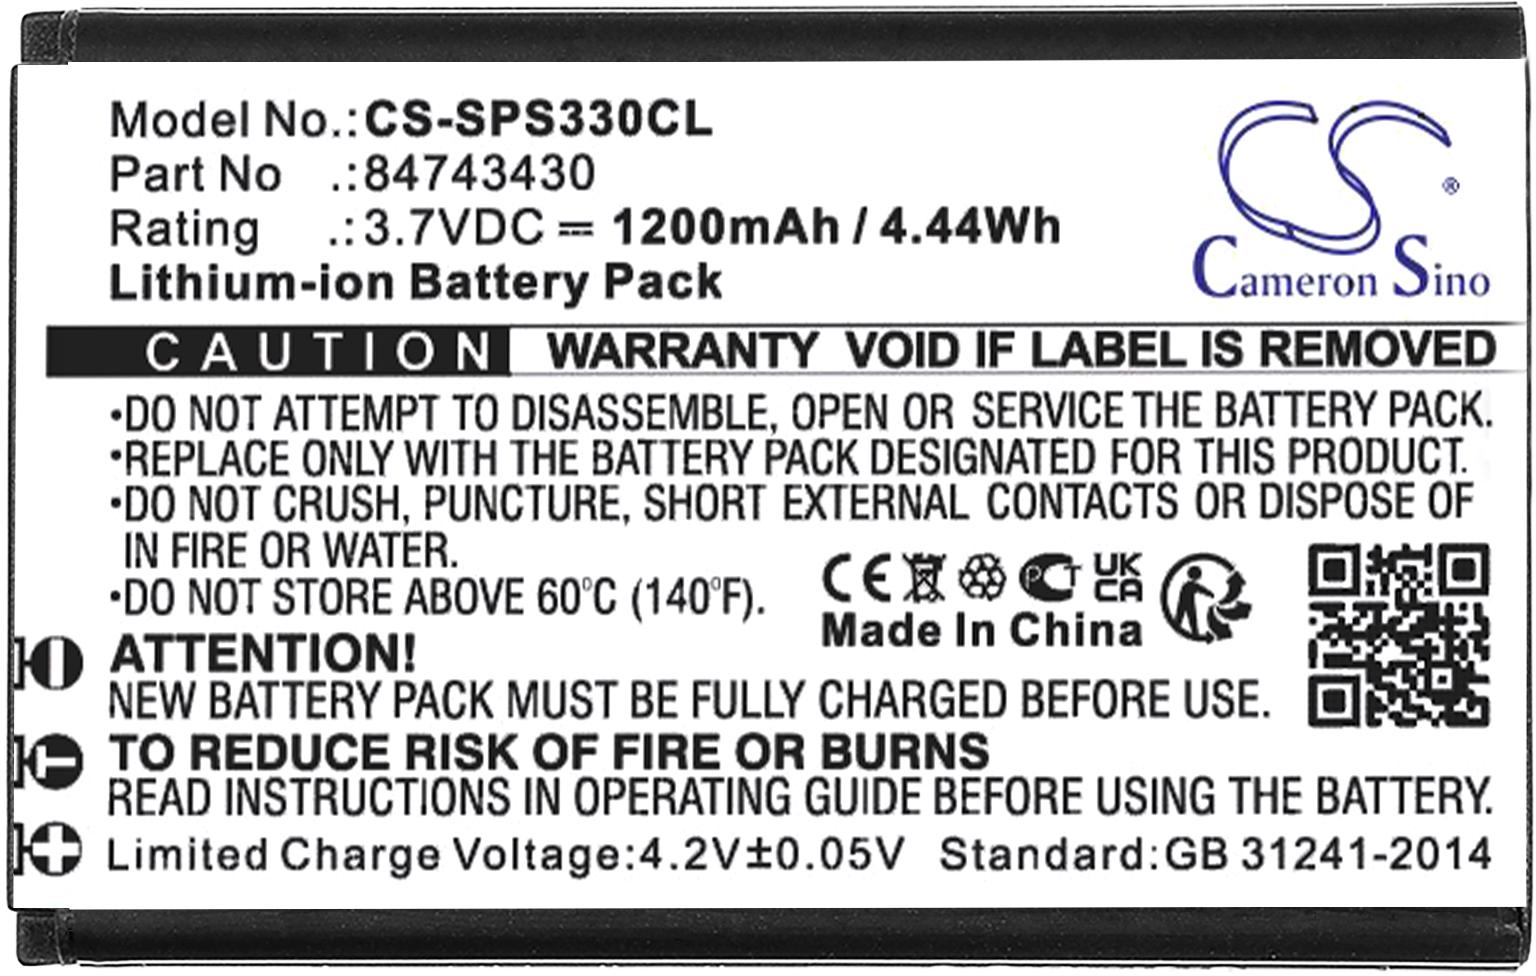 Model No.:CS-SPS330CL
Part No .:84743430
Rating .:3.7VDC ⎓ 1200mAh / 4.44Wh
Lithium-ion Battery Pack
CS
®
Cameron Sino
CAUTION WARRANTY VOID IF LABEL IS REMOVED
•DO NOT ATTEMPT TO DISASSEMBLE, OPEN OR SERVICE THE BATTERY PACK.
•REPLACE ONLY WITH THE BATTERY PACK DESIGNATED FOR THIS PRODUCT.
•DO NOT CRUSH, PUNCTURE, SHORT EXTERNAL CONTACTS OR DISPOSE OF
IN FIRE OR WATER.
•DO NOT STORE ABOVE 60°C (140°F).
CE PCT UK
CA
Made In China
ATTENTION!
NEW BATTERY PACK MUST BE FULLY CHARGED BEFORE USE.
T
TO REDUCE RISK OF FIRE OR BURNS
READ INSTRUCTIONS IN OPERATING GUIDE BEFORE USING THE BATTERY.
+
Limited Charge Voltage:4.2V±0.05V Standard:GB 31241-2014